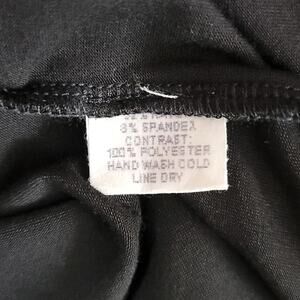 8% SPANDEX
CONTRAST:
100% POLYESTER
HAND WASH COLD
LINE DRY